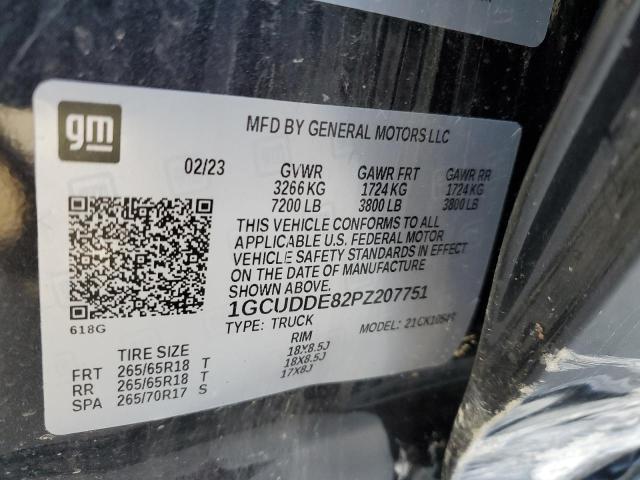 gm
MFD BY GENERAL MOTORS LLC
02/23 GVWR GAWR FRT GAWR RR
3266 KG 1724 KG 1724 KG
7200 LB 3800 LB 3800 LB
THIS VEHICLE CONFORMS TO ALL
APPLICABLE U.S. FEDERAL MOTOR
VEHICLE SAFETY STANDARDS IN EFFECT
ON THE DATE OF MANUFACTURE
SHOWN ABOVE.
1GCUDDE82PZ207751
618G
TYPE: TRUCK MODEL:
TIRE SIZE RIM
FRT 265/65R18 T 18X8.5J
RR 265/65R18 T 18X8.5J
SPA 265/70R17 S 17X8J